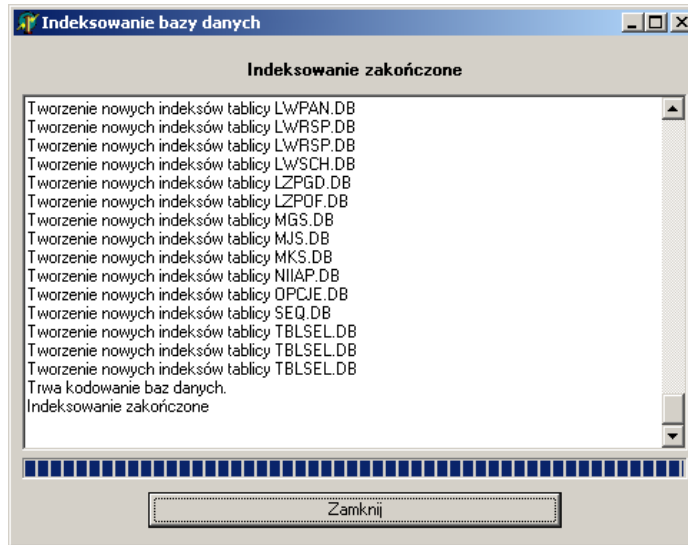 Indeksowanie bazy danych
Indeksowanie zakończone
Tworzenie nowych indeksów tablicy LWPAN.DB
Tworzenie nowych indeksów tablicy LWRSP.DB
Tworzenie nowych indeksów tablicy LWRSP.DB
Tworzenie nowych indeksów tablicy LWSCH.DB
Tworzenie nowych indeksów tablicy LZPGD.DB
Tworzenie nowych indeksów tablicy LZPOF.DB
Tworzenie nowych indeksów tablicy MGS.DB
Tworzenie nowych indeksów tablicy MJS.DB
Tworzenie nowych indeksów tablicy MKS.DB
Tworzenie nowych indeksów tablicy NIIAP.DB
Tworzenie nowych indeksów tablicy OPCJE.DB
Tworzenie nowych indeksów tablicy SEQ.DB
Tworzenie nowych indeksów tablicy TBLSEL.DB
Tworzenie nowych indeksów tablicy TBLSEL.DB
Tworzenie nowych indeksów tablicy TBLSEL.DB
Trwa kodowanie baz danych.
Indeksowanie zakończone
Zamknij